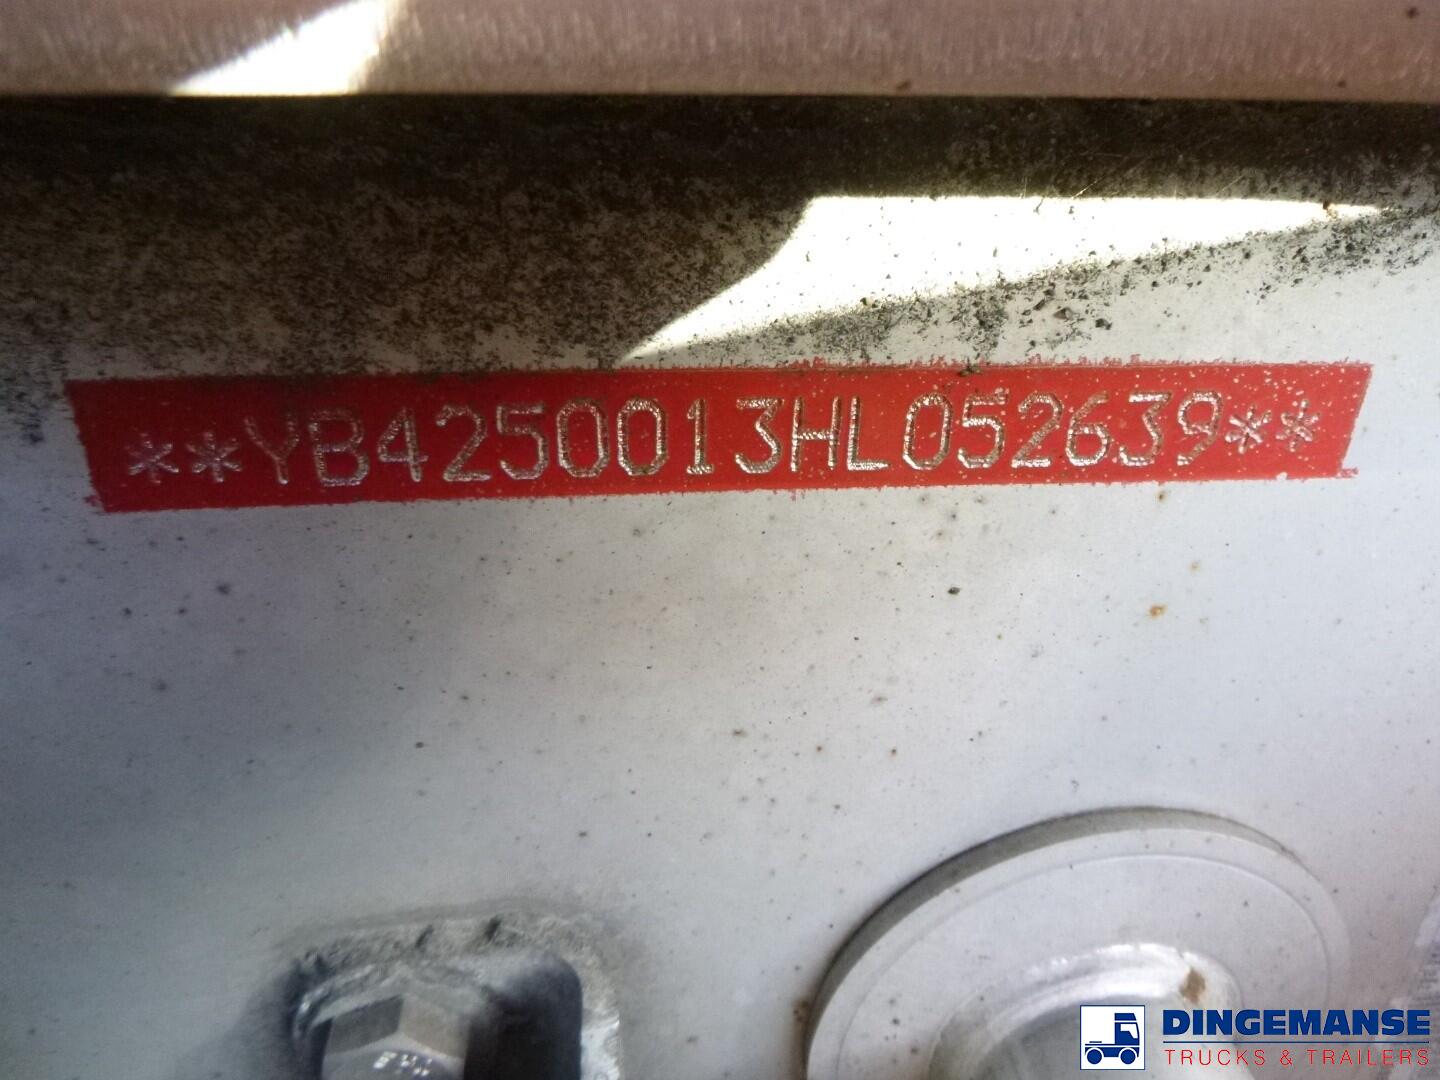 **YB4250013HL052639**
DINGEMANSE
TRUCKS & TRAILERS